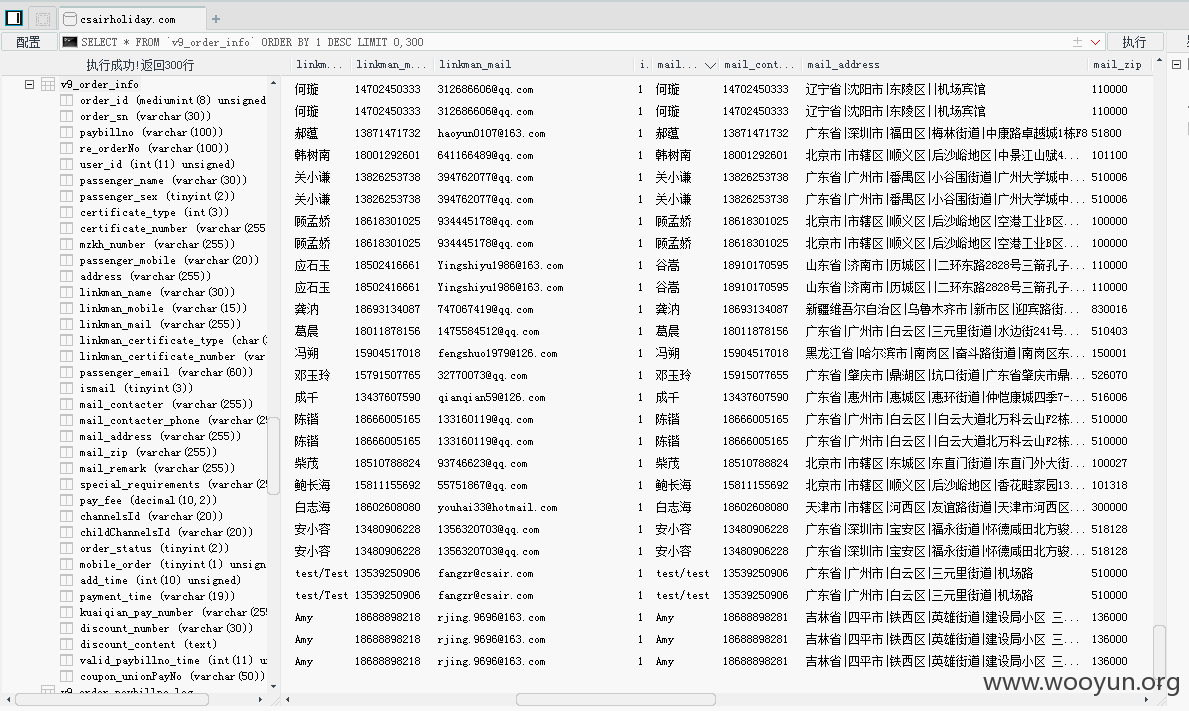 csairholiday.com
配置
SELECT * FROM `v9_order_info` ORDER BY 1 DESC LIMIT 0,300
执行
执行成功!返回300行
v9_order_info
order_id (mediumint(8) unsigned
order_sn (varchar(30))
paybillno (varchar(100))
re_orderNo (varchar(100))
user_id (int(11) unsigned)
passenger_name (varchar(30))
passenger_sex (tinyint(2))
certificate_type (int(3))
certificate_number (varchar(255
mzkh_number (varchar(255))
passenger_mobile (varchar(20))
address (varchar(255))
linkman_name (varchar(30))
linkman_mobile (varchar(15))
linkman_mail (varchar(255))
linkman_certificate_type (char(
linkman_certificate_number (var
passenger_email (varchar(60))
ismail (tinyint(3))
mail_contacter (varchar(255))
mail_contacter_phone (varchar(2
mail_address (varchar(255))
mail_zip (varchar(255))
mail_remark (varchar(255))
special_requirements (varchar(2
pay_fee (decimal(10,2))
channelsId (varchar(20))
childChannelsId (varchar(20))
order_status (tinyint(2))
mobile_order (tinyint(1) unsign
add_time (int(10) unsigned)
payment_time (varchar(19))
kuaiqian_pay_number (varchar(25
discount_number (varchar(30))
discount_content (text)
valid_paybillno_time (int(11) u
coupon_unionPayNo (varchar(50))
linkm... linkman_m... linkman_mail i. mail... mail_cont... mail_address mail_zip
何璇 14702450333 312686606@qq.com 1 何璇 14702450333 辽宁省|沈阳市|东陵区||机场宾馆 110000
何璇 14702450333 312686606@qq.com 1 何璇 14702450333 辽宁省|沈阳市|东陵区||机场宾馆 110000
郝蕴 13871471732 haoyun0107@163.com 1 郝蕴 13871471732 广东省|深圳市|福田区|梅林街道|中康路卓越城1栋F8 51800
韩树南 18001292601 641166489@qq.com 1 韩树南 18001292601 北京市|市辖区|顺义区|后沙峪地区|中景江山赋4... 101100
关小谦 13826253738 394762077@qq.com 1 关小谦 13826253738 广东省|广州市|番禺区|小谷围街道|广州大学城中... 510006
关小谦 13826253738 394762077@qq.com 1 关小谦 13826253738 广东省|广州市|番禺区|小谷围街道|广州大学城中... 510006
顾孟娇 18618301025 934445178@qq.com 1 顾孟娇 18618301025 北京市|市辖区|顺义区|后沙峪地区|空港工业B区... 100000
顾孟娇 18618301025 934445178@qq.com 1 顾孟娇 18618301025 北京市|市辖区|顺义区|后沙峪地区|空港工业B区... 100000
应石玉 18502416661 Yingshiyu1986@163.com 1 谷嵩 18910170595 山东省|济南市|历城区||二环东路2828号三箭孔子... 110000
应石玉 18502416661 Yingshiyu1986@163.com 1 谷嵩 18910170595 山东省|济南市|历城区||二环东路2828号三箭孔子... 110000
龚汭 18693134087 747067419@qq.com 1 龚汭 18693134087 新疆维吾尔自治区|乌鲁木齐市|新市区|迎宾路街... 830016
葛晨 18011878156 1475584512@qq.com 1 葛晨 18011878156 广东省|广州市|白云区|三元里街道|水边街241号... 510403
冯朔 15904517018 fengshuo1979@126.com 1 冯朔 15904517018 黑龙江省|哈尔滨市|南岗区|奋斗路街道|南岗区东... 150001
邓玉玲 15791507765 32770073@qq.com 1 邓玉玲 15915077655 广东省|肇庆市|鼎湖区|坑口街道|广东省肇庆市鼎... 526070
成千 13437607590 qianqian59@126.com 1 成千 13437607590 广东省|惠州市|惠城区|惠环街道|仲恺康城四季7-... 516006
陈锴 18666005165 133160119@qq.com 1 陈锴 18666005165 广东省|广州市|白云区||白云大道北万科云山F2栋... 510000
陈锴 18666005165 133160119@qq.com 1 陈锴 18666005165 广东省|广州市|白云区||白云大道北万科云山F2栋... 510000
柴茂 18510788824 93746623@qq.com 1 柴茂 18510788824 北京市|市辖区|东城区|东直门街道|东直门外大街... 100027
鲍长海 15811155692 55751867@qq.com 1 鲍长海 15811155692 北京市|市辖区|顺义区|后沙峪地区|香花畦家园13... 101318
白志海 18602608080 youhai33@hotmail.com 1 白志海 18602608080 天津市|市辖区|河西区|友谊路街道|天津市河西区... 300000
安小容 13480906228 1356320703@qq.com 1 安小容 13480906228 广东省|深圳市|宝安区|福永街道|怀德咸田北方骏... 518128
安小容 13480906228 1356320703@qq.com 1 安小容 13480906228 广东省|深圳市|宝安区|福永街道|怀德咸田北方骏... 518128
test/Test 13539250906 fangzr@csair.com 1 test/test 13539250906 广东省|广州市|白云区|三元里街道|机场路 510000
test/Test 13539250906 fangzr@csair.com 1 test/test 13539250906 广东省|广州市|白云区|三元里街道|机场路 510000
Amy 18688898218 rjing.9696@163.com 1 Amy 18688898281 吉林省|四平市|铁西区|英雄街道|建设局小区 三... 136000
Amy 18688898218 rjing.9696@163.com 1 Amy 18688898281 吉林省|四平市|铁西区|英雄街道|建设局小区 三... 136000
Amy 18688898218 rjing.9696@163.com 1 Amy 18688898281 吉林省|四平市|铁西区|英雄街道|建设局小区 三... 136000
www.wooyun.org